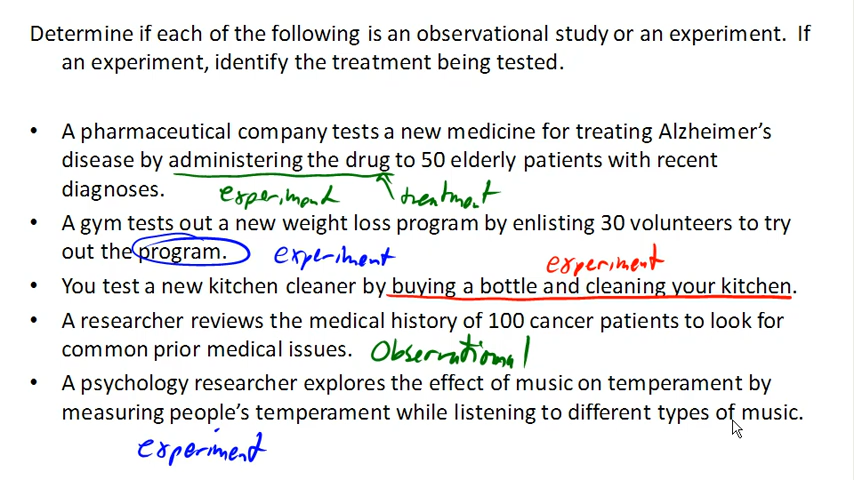 Determine if each of the following is an observational study or an experiment. If
an experiment, identify the treatment being tested.
• A pharmaceutical company tests a new medicine for treating Alzheimer's
disease by administering the drug to 50 elderly patients with recent
diagnoses. experiment treatment
• A gym tests out a new weight loss program by enlisting 30 volunteers to try
out the program. experiment
experiment
• You test a new kitchen cleaner by buying a bottle and cleaning your kitchen.
• A researcher reviews the medical history of 100 cancer patients to look for
common prior medical issues. Observational
• A psychology researcher explores the effect of music on temperament by
measuring people's temperament while listening to different types of music.
experiment